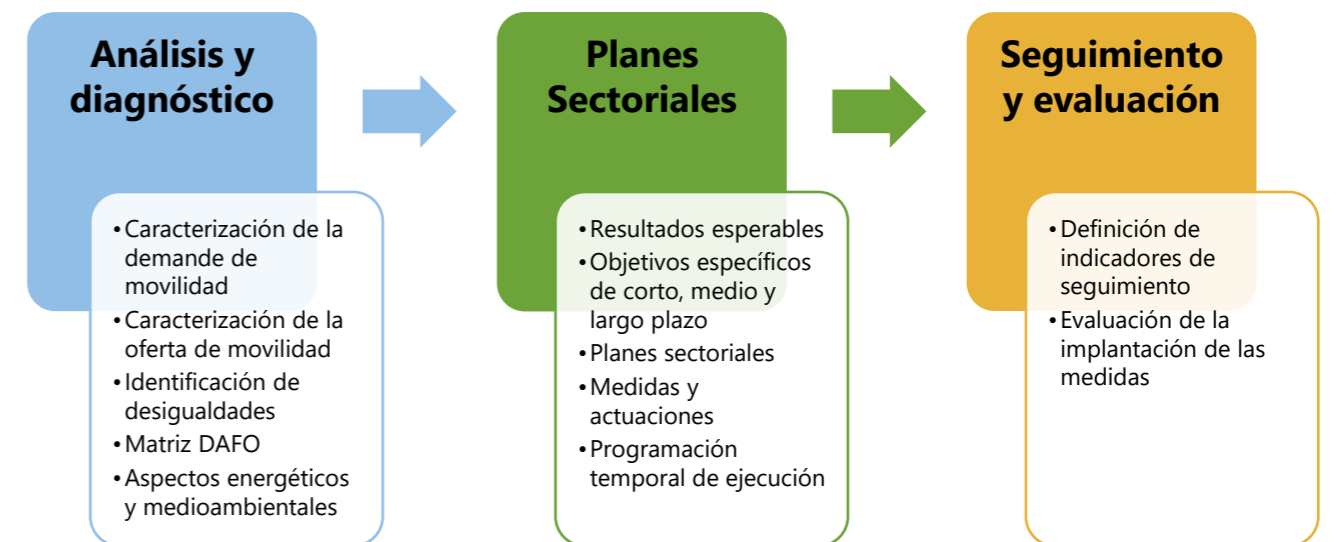 Análisis y
diagnóstico
• Caracterización de la
demande de
movilidad
• Caracterización de la
oferta de movilidad
• Identificación de
desigualdades
• Matriz DAFO
• Aspectos energéticos
y medioambientales
Planes
Sectoriales
• Resultados esperables
• Objetivos específicos
de corto, medio y
largo plazo
• Planes sectoriales
• Medidas y
actuaciones
• Programación
temporal de ejecución
Seguimiento
y evaluación
• Definición de
indicadores de
seguimiento
• Evaluación de la
implantación de las
medidas